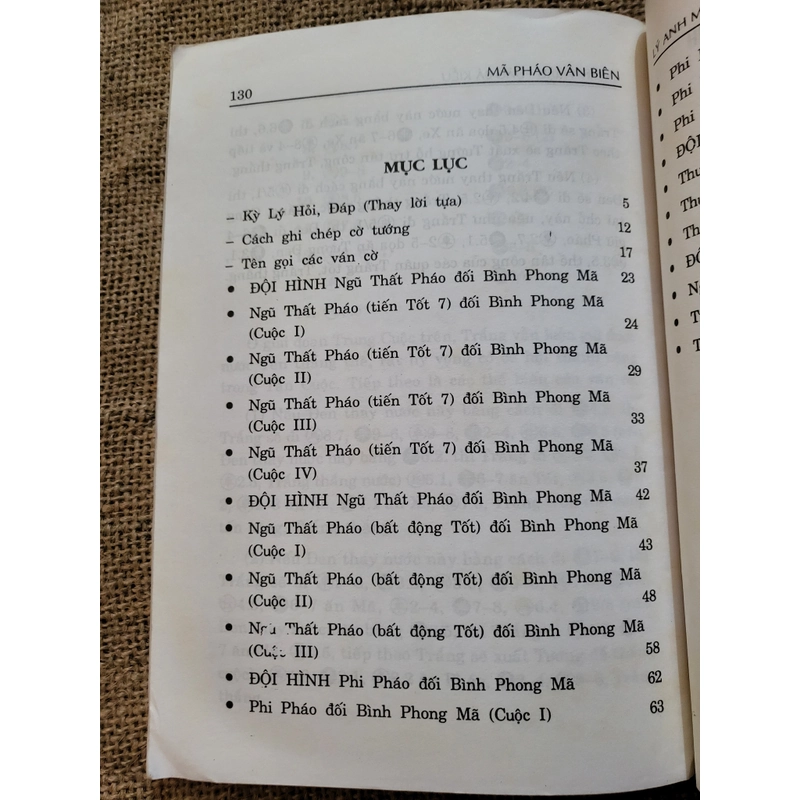 130 MÃ PHÁO VÂN BIÊN
MỤC LỤC
– Kỳ Lý Hỏi, Đáp (Thay lời tựa) 5
– Cách ghi chép cờ tướng 12
– Tên gọi các ván cờ 17
• ĐỘI HÌNH Ngũ Thất Pháo đối Bình Phong Mã 23
• Ngũ Thất Pháo (tiến Tốt 7) đối Bình Phong Mã
(Cuộc I) 24
• Ngũ Thất Pháo (tiến Tốt 7) đối Bình Phong Mã
(Cuộc II) 29
• Ngũ Thất Pháo (tiến Tốt 7) đối Bình Phong Mã
(Cuộc III) 33
• Ngũ Thất Pháo (tiến Tốt 7) đối Bình Phong Mã
(Cuộc IV) 37
• ĐỘI HÌNH Ngũ Thất Pháo đối Bình Phong Mã 42
• Ngũ Thất Pháo (bất động Tốt) đối Bình Phong Mã
(Cuộc I) 43
• Ngũ Thất Pháo (bất động Tốt) đối Bình Phong Mã
(Cuộc II) 48
• Ngũ Thất Pháo (bất động Tốt) đối Bình Phong Mã
(Cuộc III) 58
• ĐỘI HÌNH Phi Pháo đối Bình Phong Mã 62
• Phi Pháo đối Bình Phong Mã (Cuộc I) 63
LÝ ANH M
• Phi
• Phi
• Phi
• ĐỘI